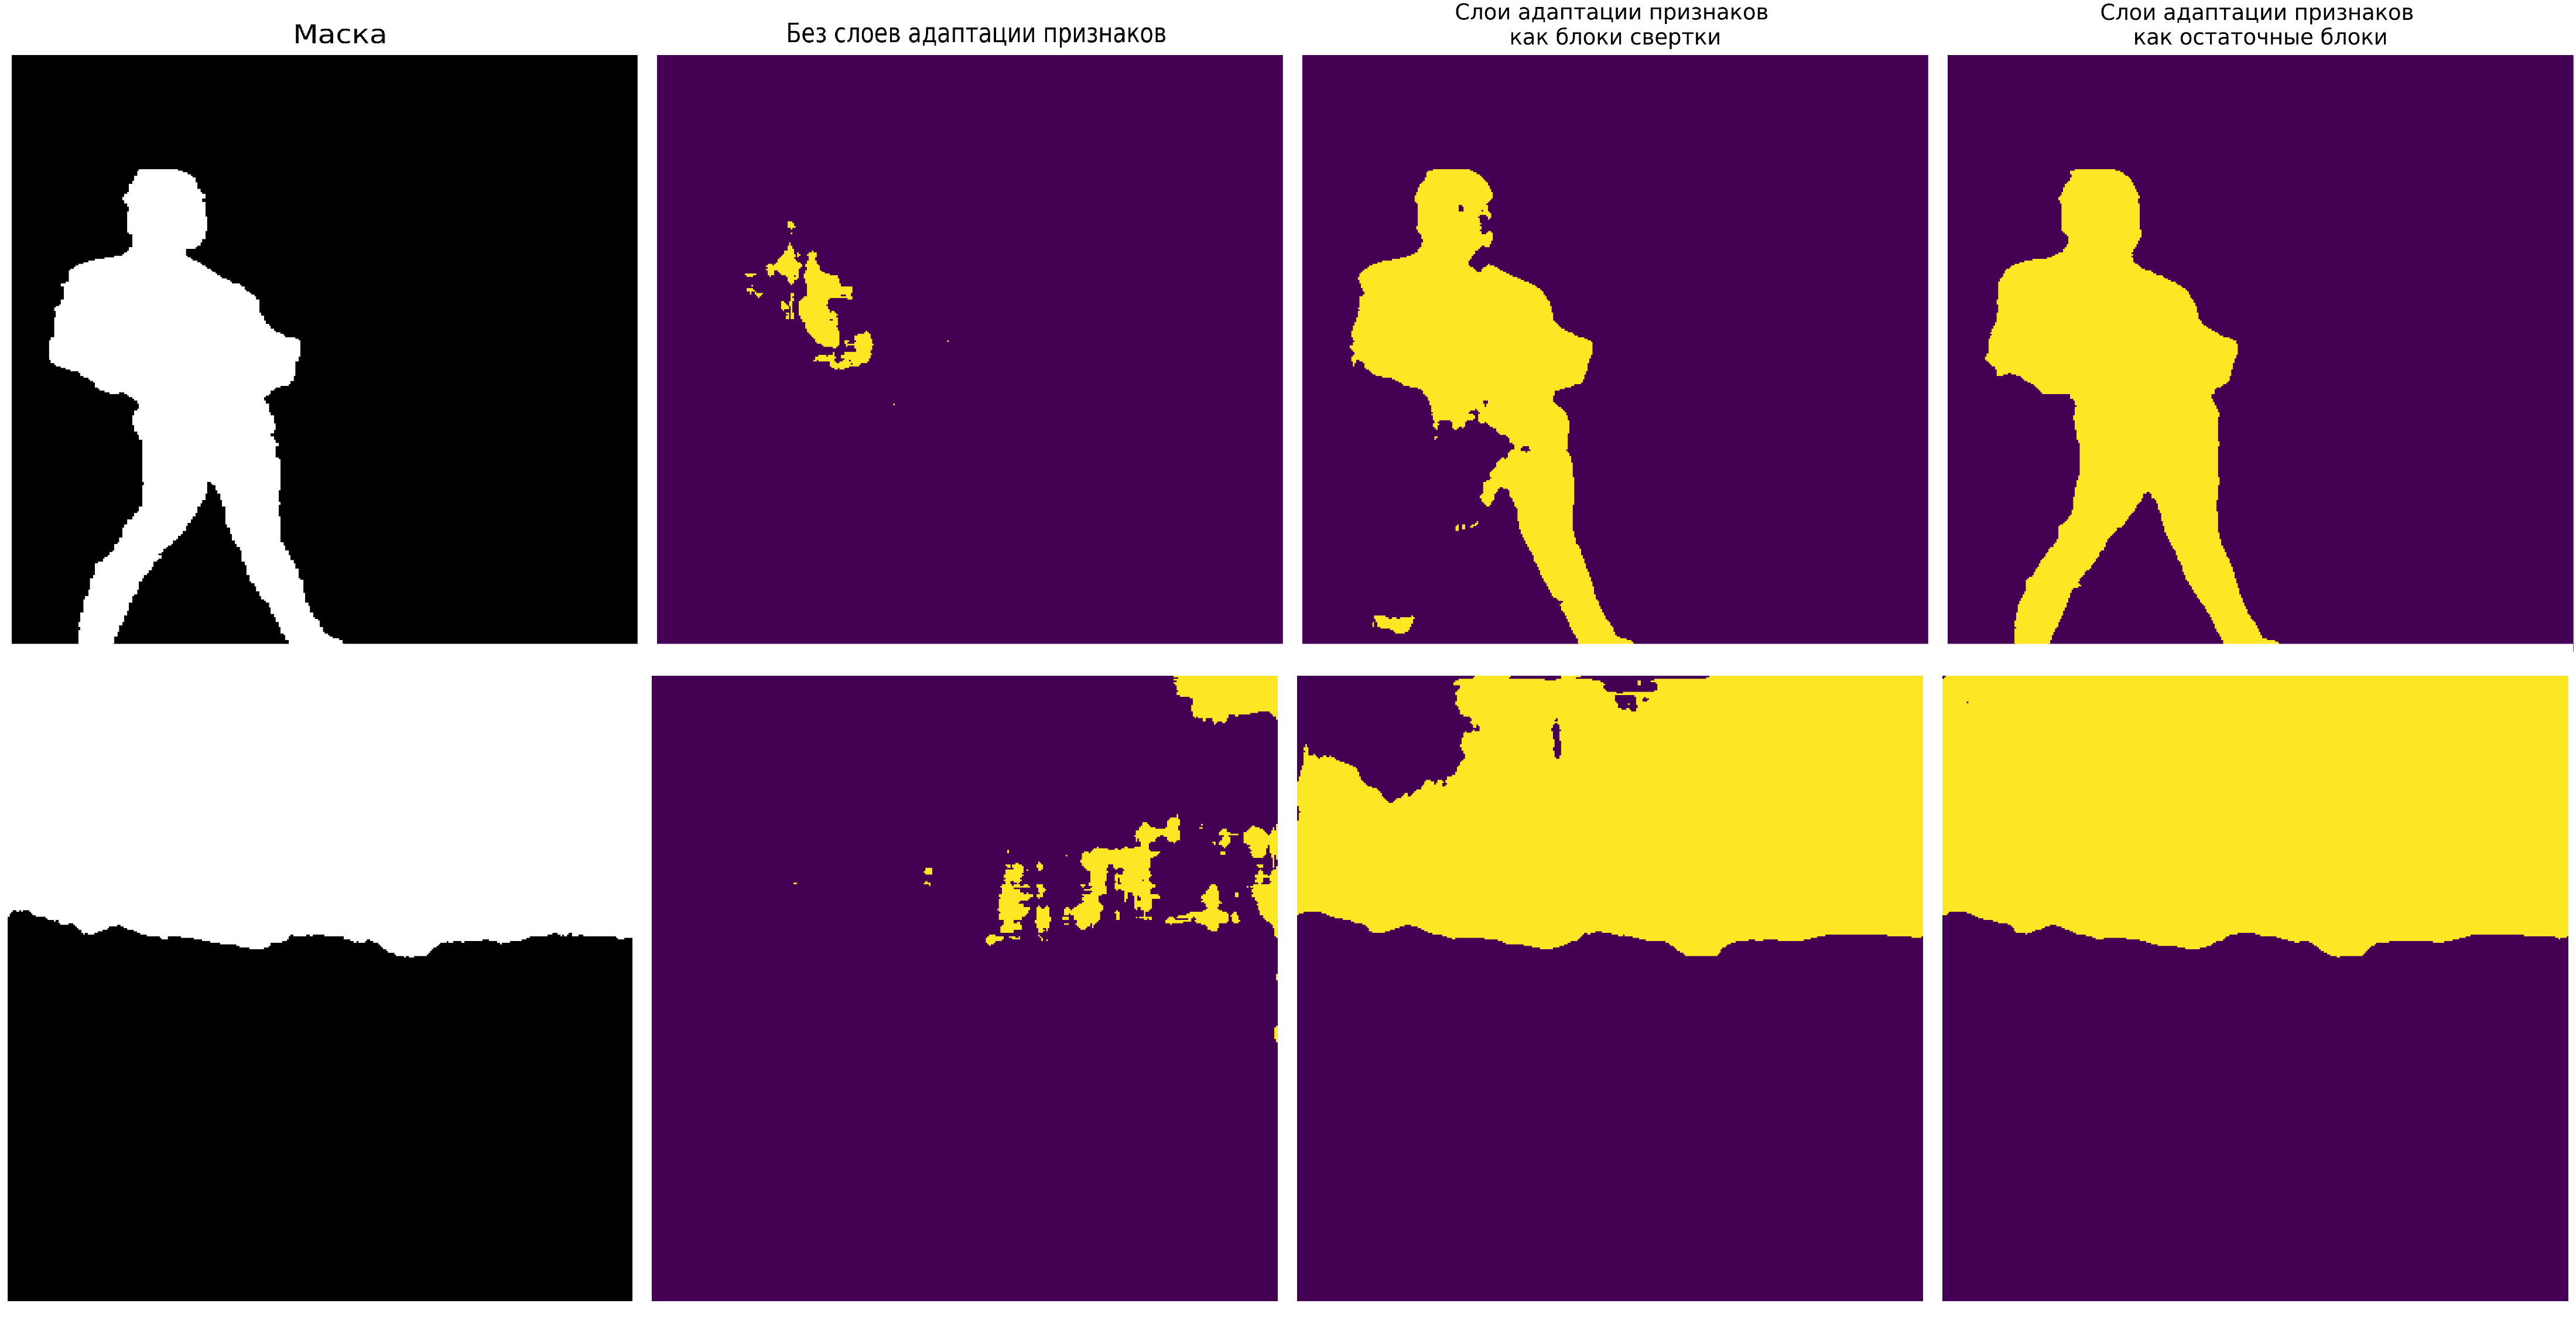 Маска
Без слоев адаптации признаков
Слои адаптации признаков
как блоки свертки
Слои адаптации признаков
как остаточные блоки